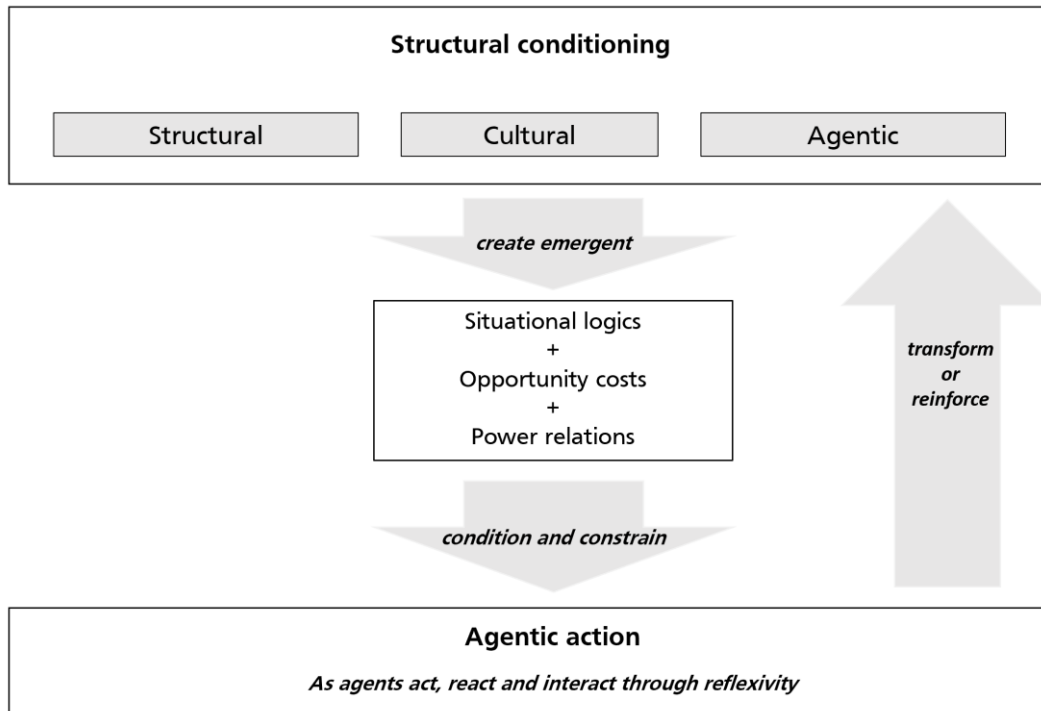 Structural conditioning
Structural
Cultural
Agentic
create emergent
Situational logics
+
Opportunity costs
+
Power relations
transform
or
reinforce
condition and constrain
Agentic action
As agents act, react and interact through reflexivity